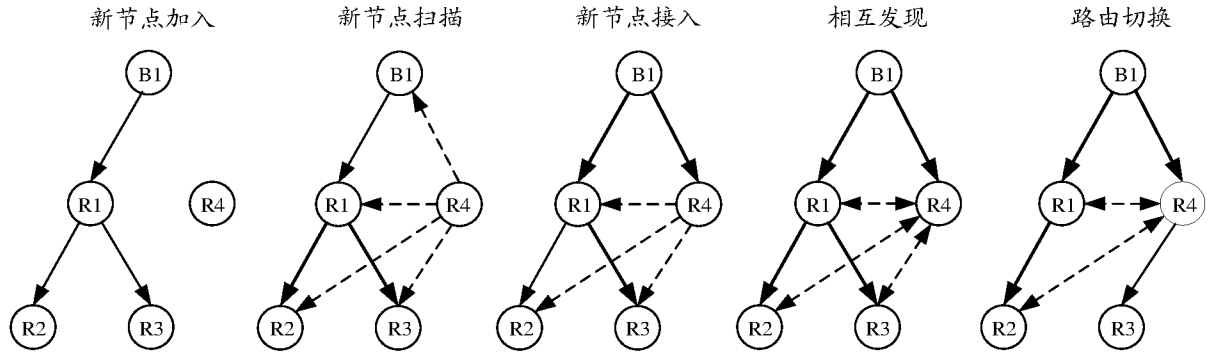 新节点加入 新节点扫描 新节点接入 相互发现 路由切换
B1 B1 B1 B1 B1
R1 R4 R1 R4 R1 R4 R1 R4 R1 R4
R2 R3 R2 R3 R2 R3 R2 R3 R2 R3